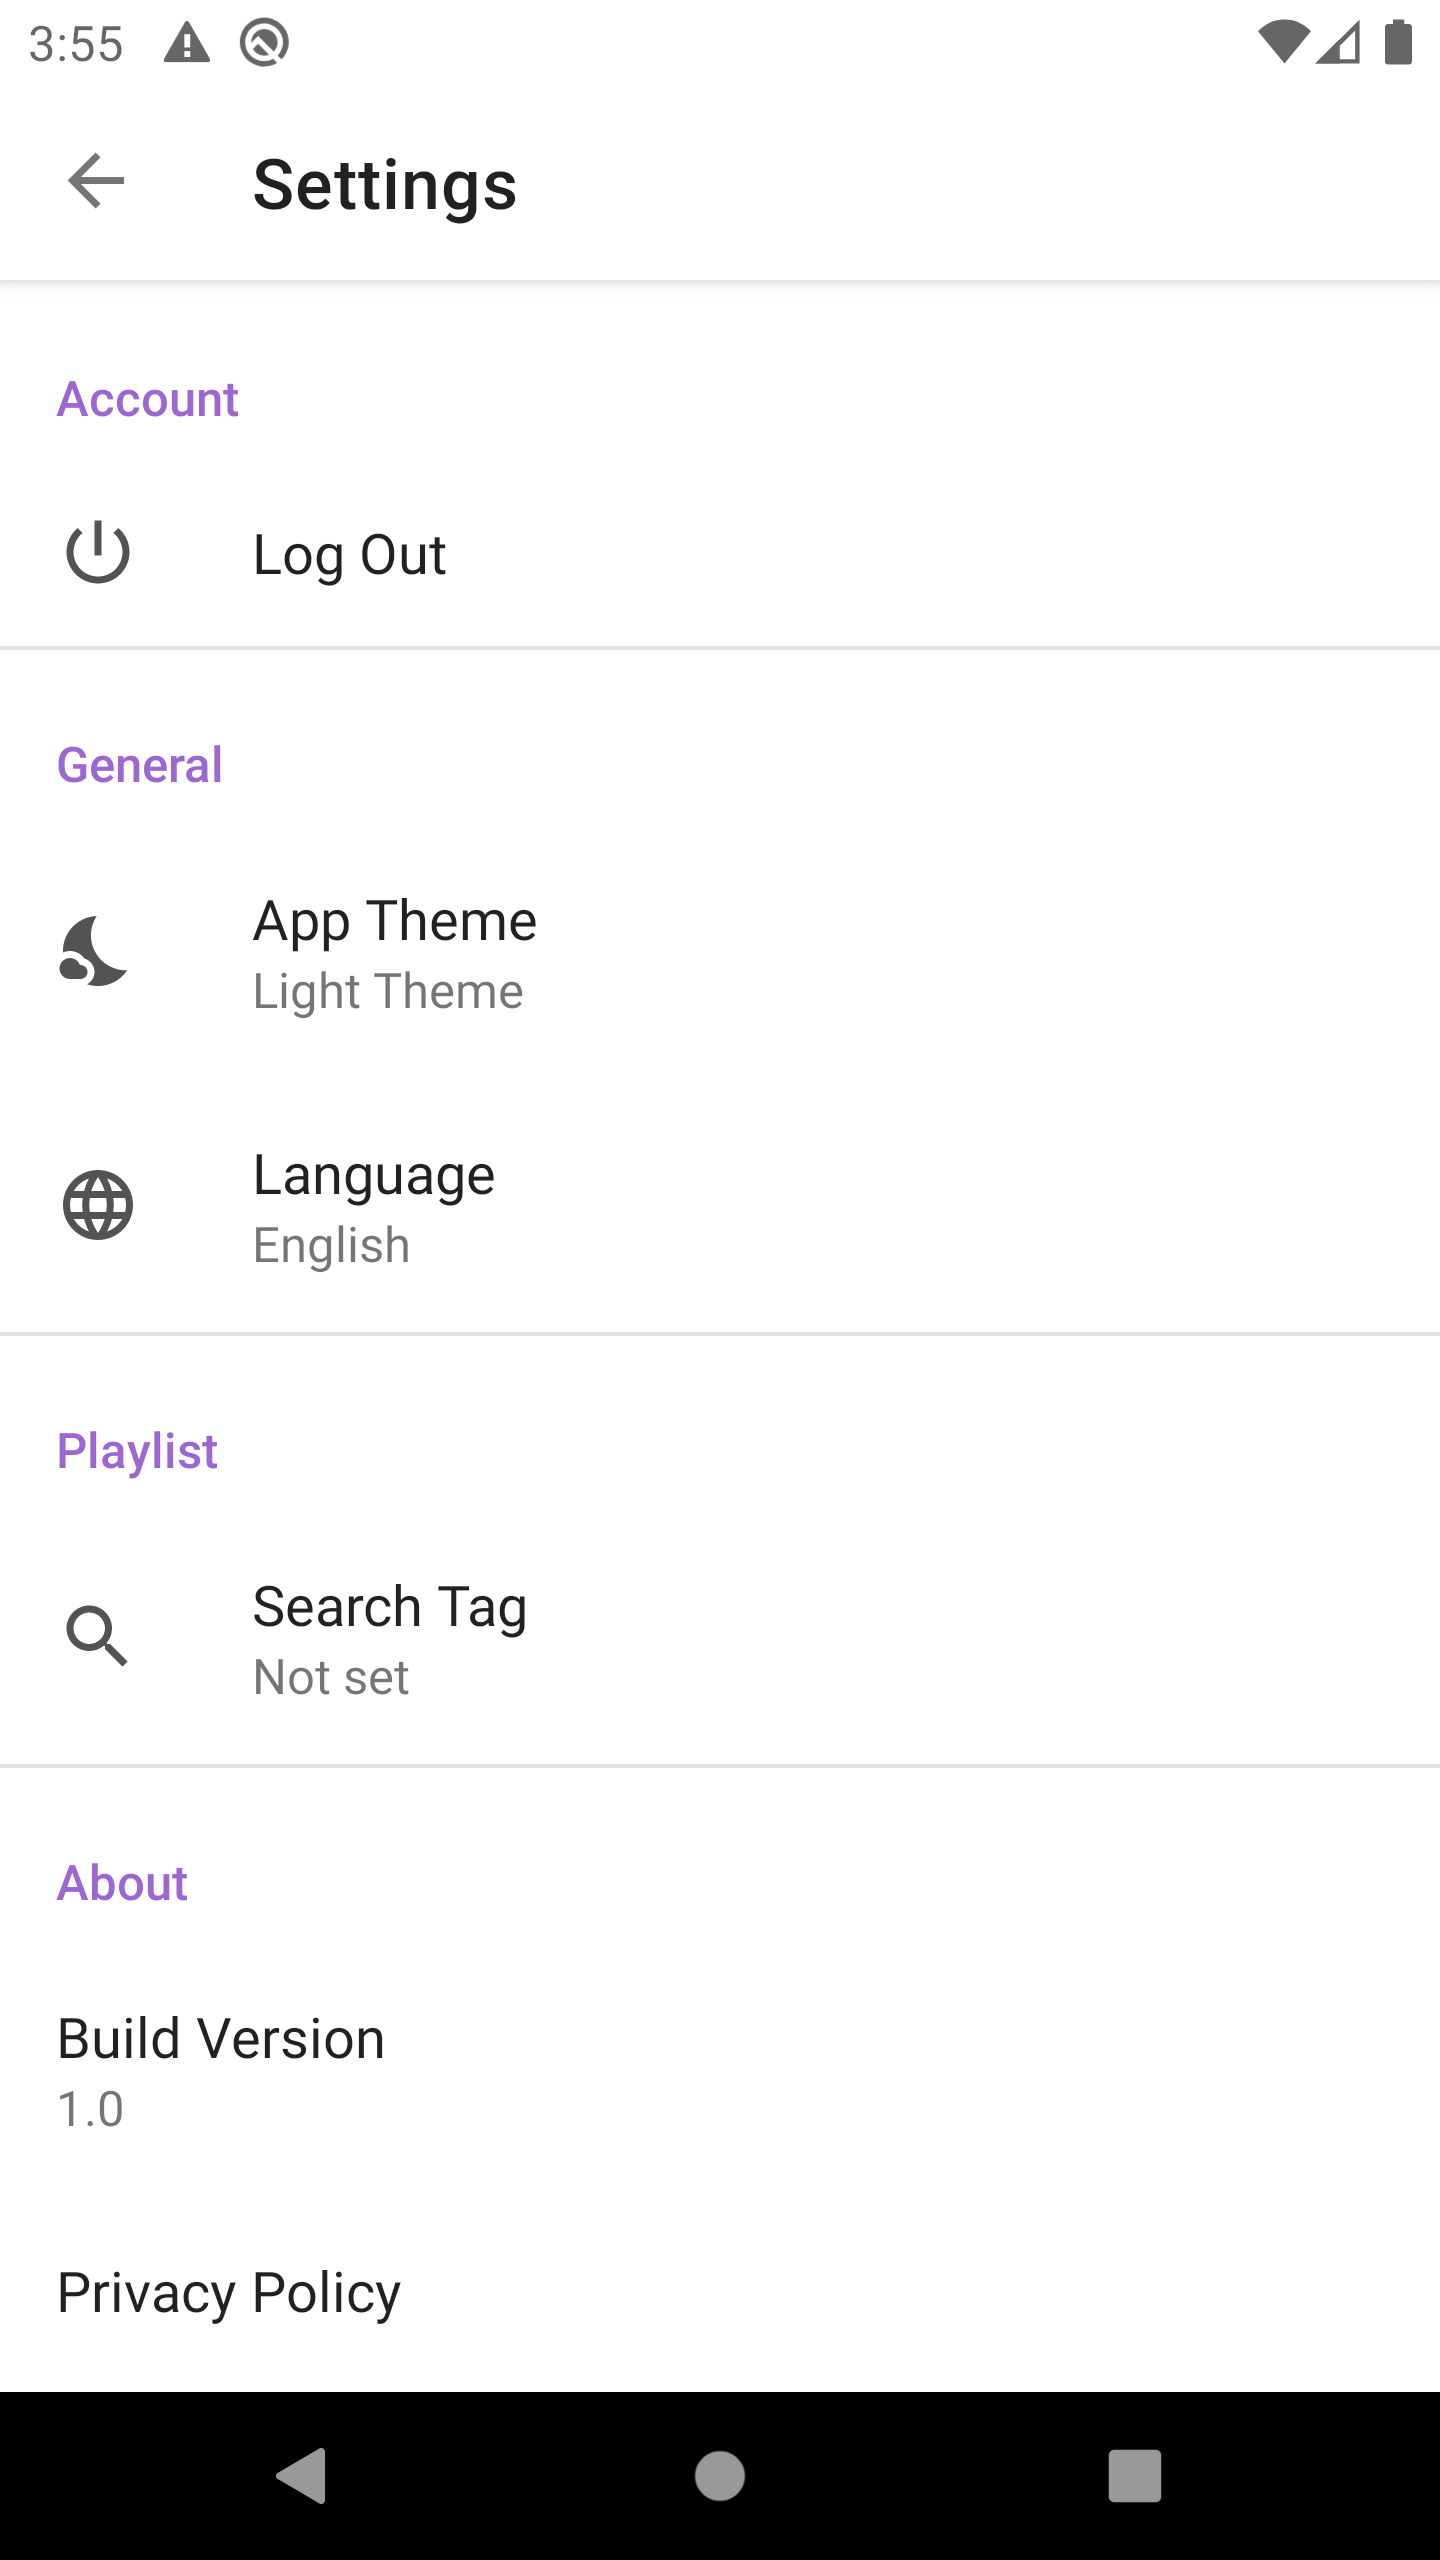 3:55
Settings
Account
Log Out
General
App Theme
Light Theme
Language
English
Playlist
Search Tag
Not set
About
Build Version
1.0
Privacy Policy